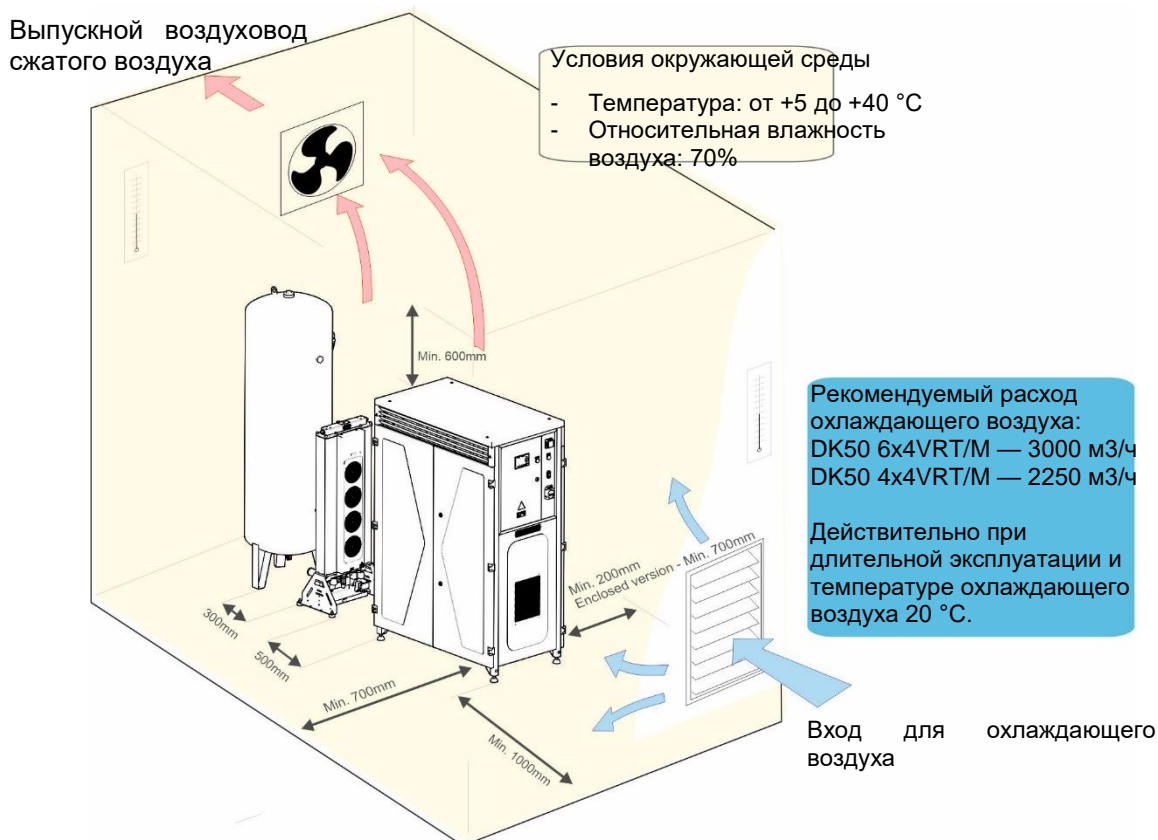 Выпускной воздуховод
сжатого воздуха
Условия окружающей среды
- Температура: от +5 до +40 °C
- Относительная влажность
воздуха: 70%
Min. 600mm
Рекомендуемый расход
охлаждающего воздуха:
DK50 6x4VRT/M — 3000 м3/ч
DK50 4x4VRT/M — 2250 м3/ч
Действительно при
длительной эксплуатации и
температуре охлаждающего
воздуха 20 °C.
Min. 200mm
Enclosed version - Min. 700mm
300mm
500mm
Min. 700mm
Min. 1000mm
Вход для охлаждающего
воздуха